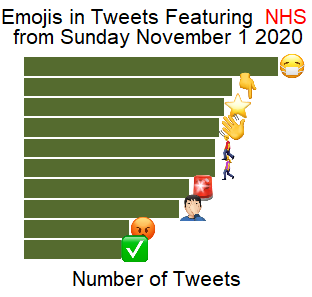 Emojis in Tweets Featuring NHS
from Sunday November 1 2020
Number of Tweets